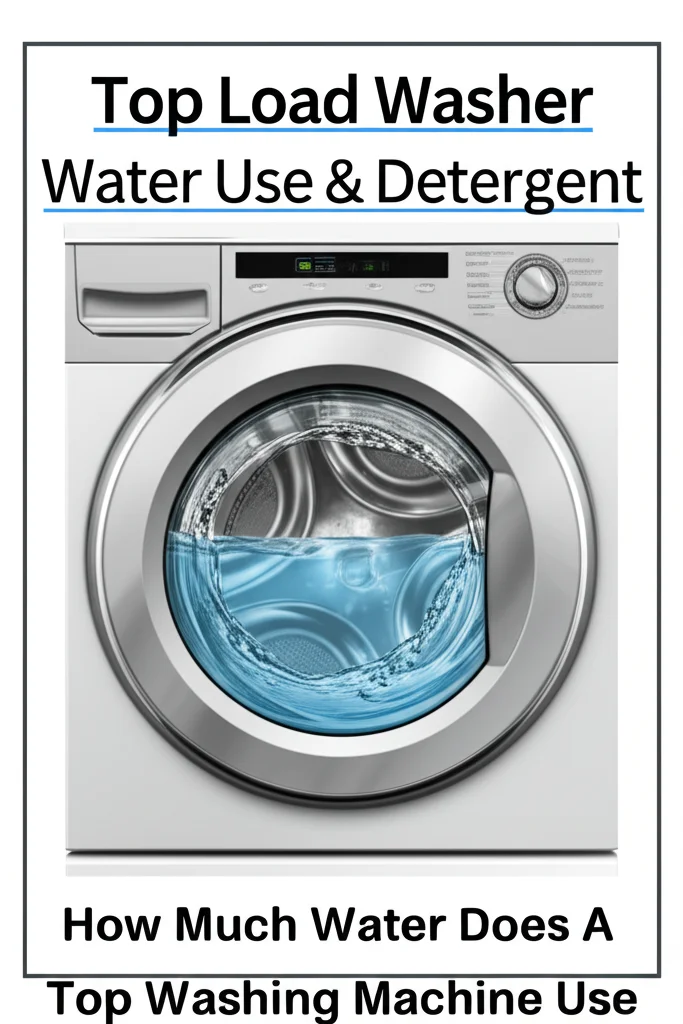 Top Load Washer
Water Use & Detergent
How Much Water Does A
Top Washing Machine Use